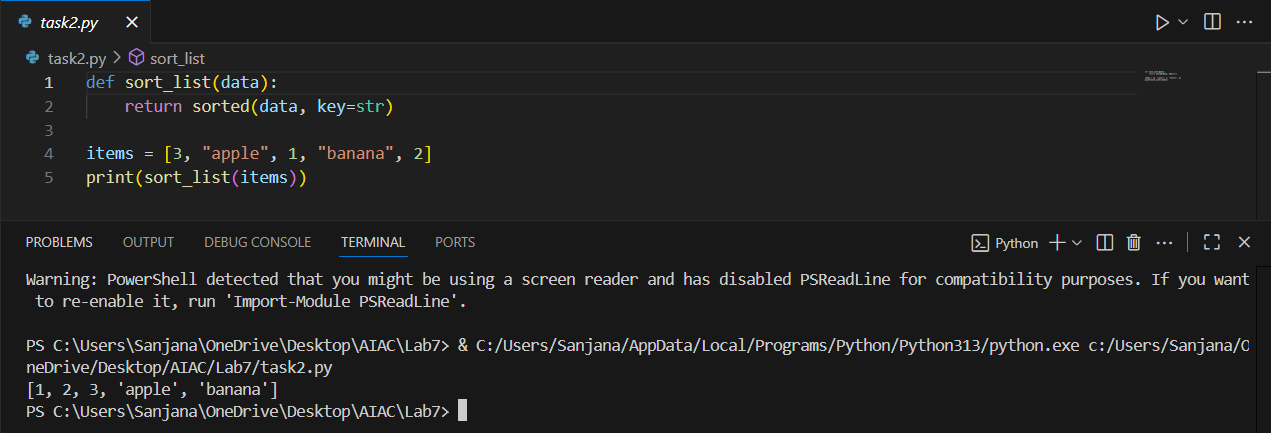 task2.py
task2.py > sort_list
1 def sort_list(data):
2     return sorted(data, key=str)
3
4 items = [3, "apple", 1, "banana", 2]
5 print(sort_list(items))
PROBLEMS OUTPUT DEBUG CONSOLE TERMINAL PORTS Python
Warning: PowerShell detected that you might be using a screen reader and has disabled PSReadLine for compatibility purposes. If you want
 to re-enable it, run 'Import-Module PSReadLine'.
PS C:\Users\Sanjana\OneDrive\Desktop\AIAC\Lab7> & C:/Users/Sanjana/AppData/Local/Programs/Python/Python313/python.exe c:/Users/Sanjana/O
neDrive/Desktop/AIAC/Lab7/task2.py
[1, 2, 3, 'apple', 'banana']
PS C:\Users\Sanjana\OneDrive\Desktop\AIAC\Lab7>